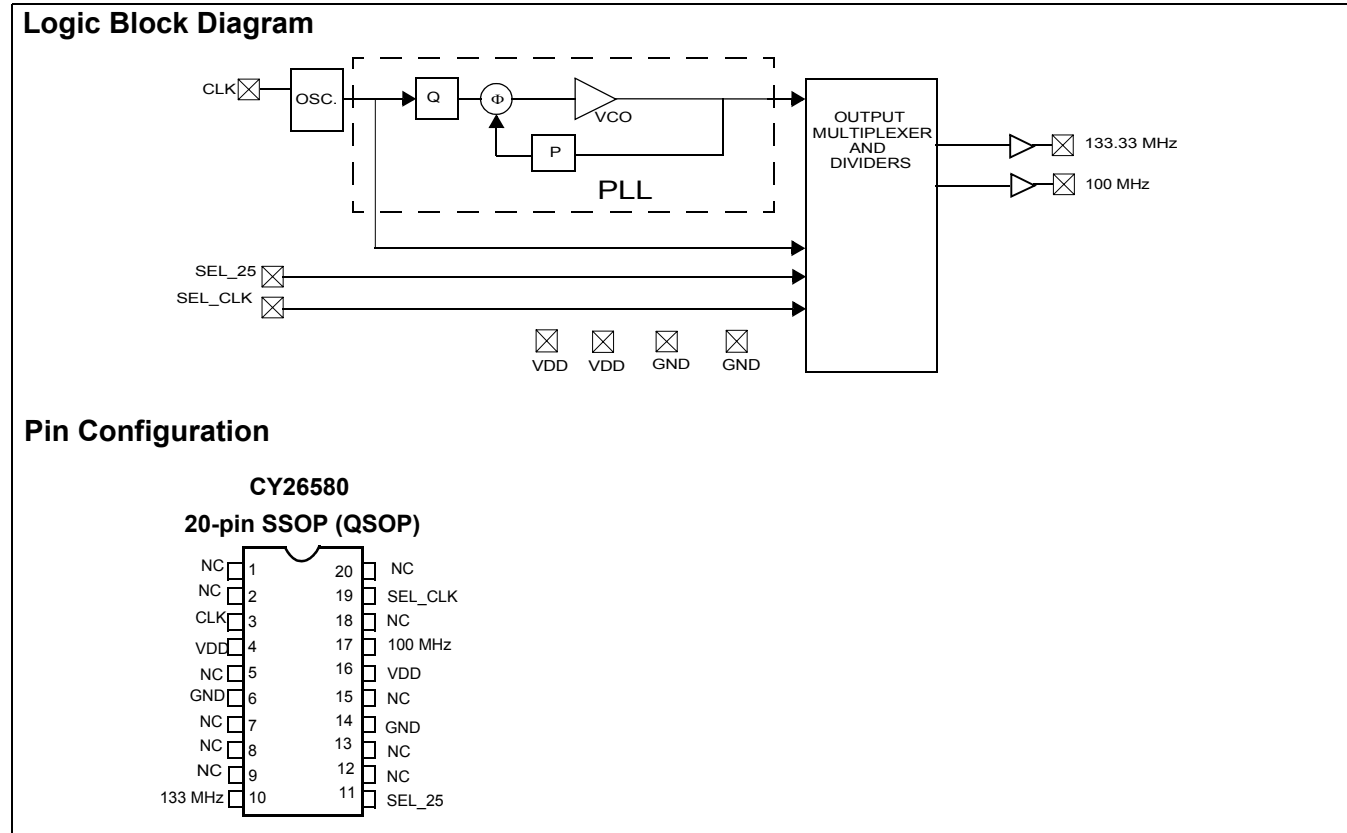 Logic Block Diagram
CLK
OSC.
Q
Φ
VCO
P
PLL
OUTPUT
MULTIPLEXER
AND
DIVIDERS
133.33 MHz
100 MHz
SEL_25
SEL_CLK
VDD
VDD
GND
GND
Pin Configuration
CY26580
20-pin SSOP (QSOP)
NC 1 20 NC
NC 2 19 SEL_CLK
CLK 3 18 NC
VDD 4 17 100 MHz
NC 5 16 VDD
GND 6 15 NC
NC 7 14 GND
NC 8 13 NC
NC 9 12 NC
133 MHz 10 11 SEL_25